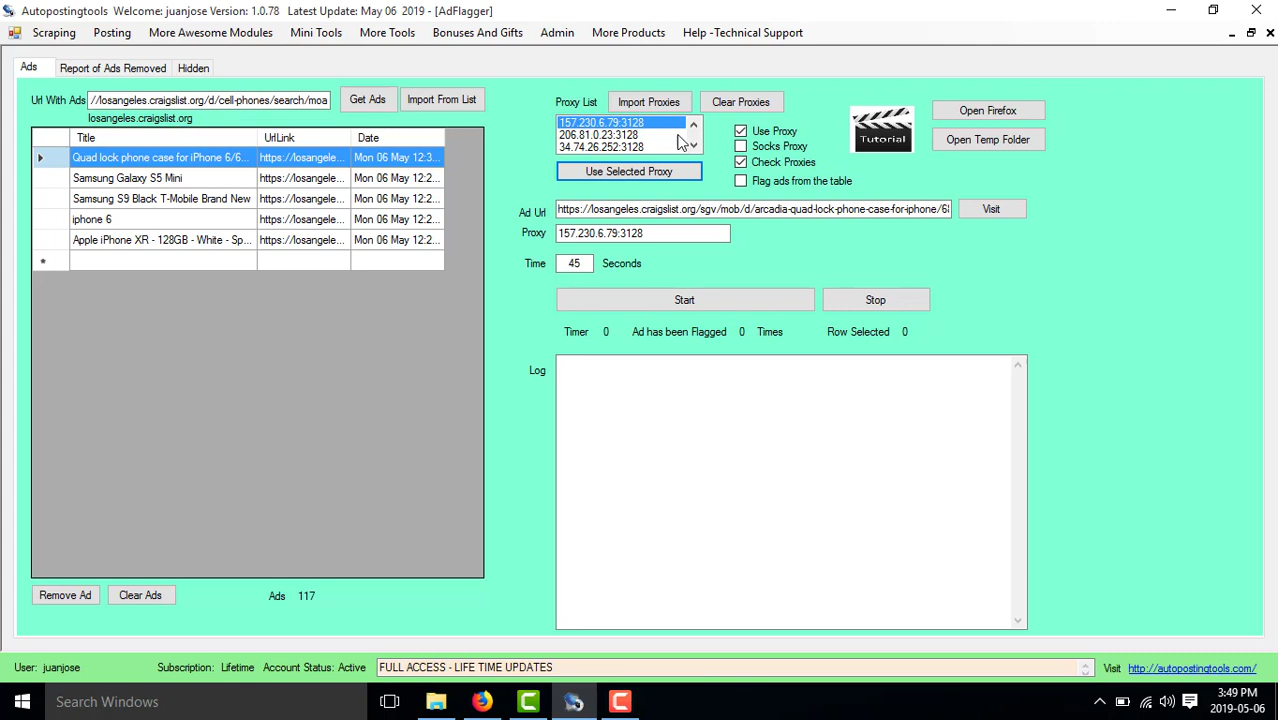 Autopostingtools Welcome: juanjose Version: 1.0.78 Latest Update: May 06 2019 - [AdFlagger]
Scraping Posting More Awesome Modules Mini Tools More Tools Bonuses And Gifts Admin More Products Help -Technical Support
Ads Report of Ads Removed Hidden
Url With Ads //losangeles.craigslist.org/d/cell-phones/search/moa Get Ads Import From List
losangeles.craigslist.org
Title UrlLink Date
Quad lock phone case for iPhone 6/6... https://losangele... Mon 06 May 12:3...
Samsung Galaxy S5 Mini https://losangele... Mon 06 May 12:2...
Samsung S9 Black T-Mobile Brand New https://losangele... Mon 06 May 12:2...
iphone 6 https://losangele... Mon 06 May 12:2...
Apple iPhone XR - 128GB - White - Sp... https://losangele... Mon 06 May 12:2...
*
Remove Ad Clear Ads Ads 117
Proxy List Import Proxies Clear Proxies
157.230.6.79:3128
206.81.0.23:3128
34.74.26.252:3128
Use Selected Proxy
Use Proxy
Socks Proxy
Check Proxies
Flag ads from the table
Tutorial
Open Firefox
Open Temp Folder
Ad Url https://losangeles.craigslist.org/sgv/mob/d/arcadia-quad-lock-phone-case-for-iphone/68 Visit
Proxy 157.230.6.79:3128
Time 45 Seconds
Start Stop
Timer 0 Ad has been Flagged 0 Times Row Selected 0
Log
User: juanjose Subscription: Lifetime Account Status: Active FULL ACCESS - LIFE TIME UPDATES Visit http://autopostingtools.com/
Search Windows
3:49 PM
2019-05-06